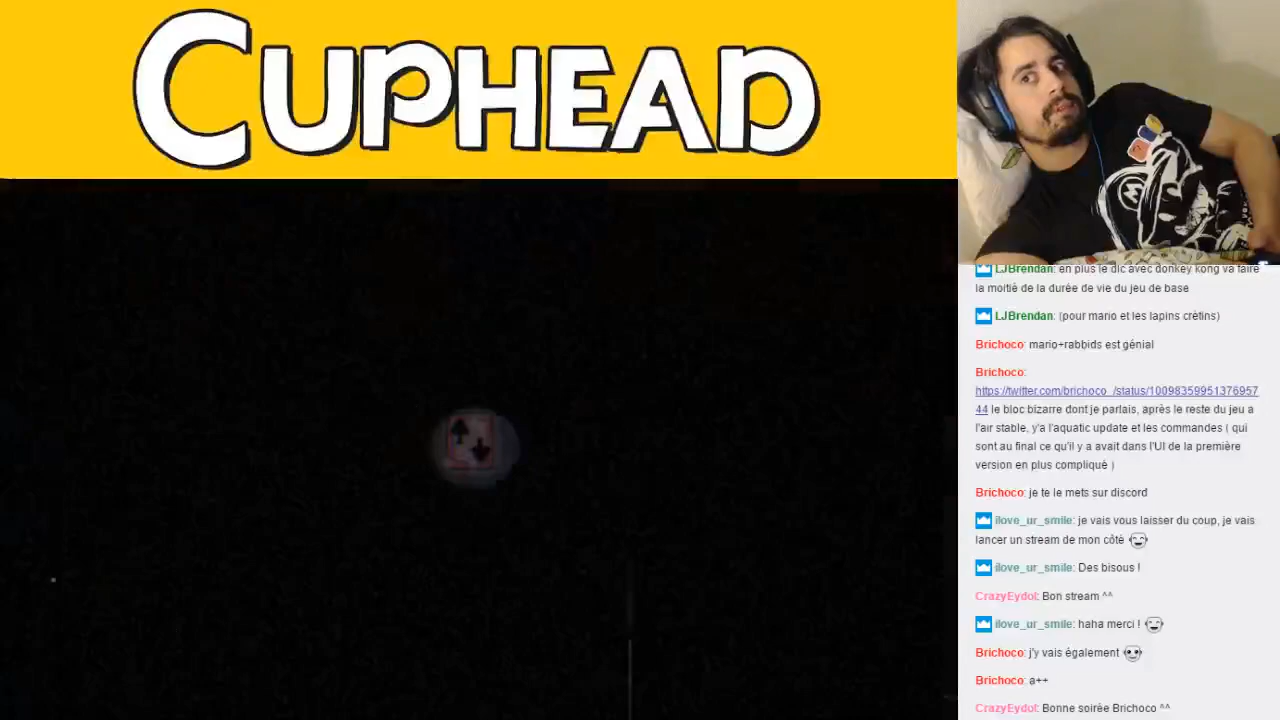 CUPHEAD
LJBrendan: en plus le dlc avec donkey kong va faire
la moitié de la durée de vie du jeu de base
LJBrendan: (pour mario et les lapins crétins)
Brichoco: mario+rabbids est génial
Brichoco:
https://twitter.com/brichoco_/status/10098359951376957
44 le bloc bizarre dont je parlais, après le reste du jeu a
l'air stable, y'a l'aquatic update et les commandes ( qui
sont au final ce qu'il y a avait dans l'UI de la première
version en plus compliqué )
Brichoco: je te le mets sur discord
ilove_ur_smile: je vais vous laisser du coup, je vais
lancer un stream de mon côté
ilove_ur_smile: Des bisous !
CrazyEydol: Bon stream ^^
ilove_ur_smile: haha merci !
Brichoco: j'y vais également
Brichoco: a++
CrazyEydol: Bonne soirée Brichoco ^^